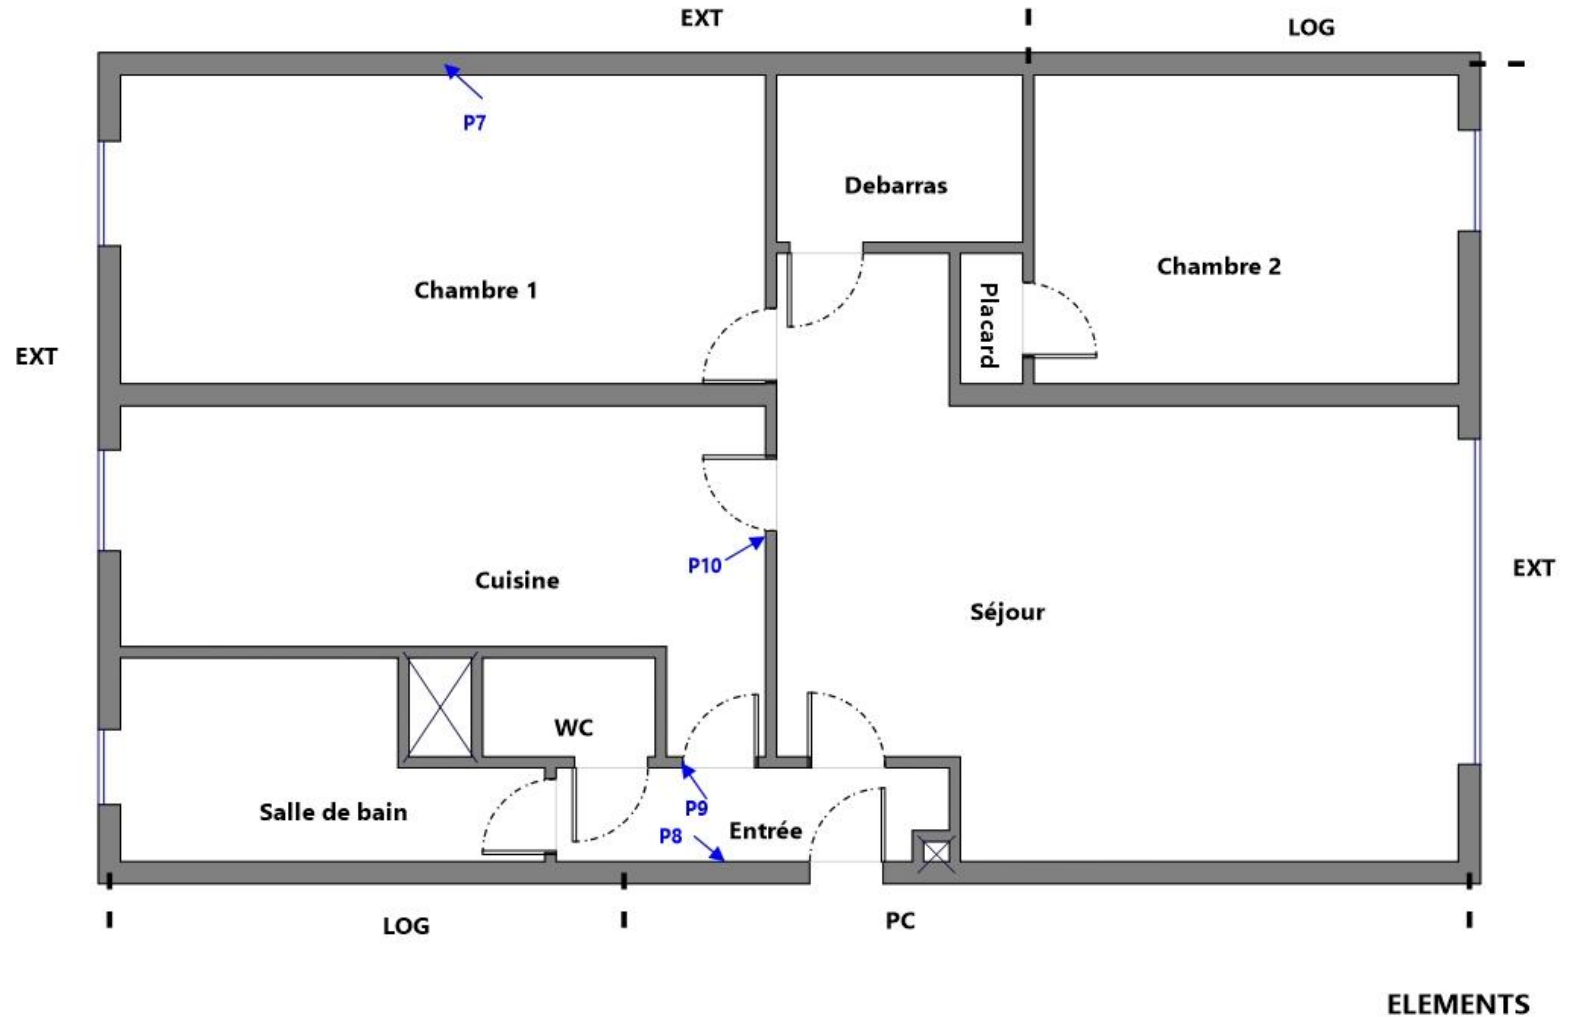 EXT
LOG
P7
Debarras
Chambre 2
Chambre 1
Placard
EXT
P10
EXT
Cuisine
Séjour
WC
Salle de bain
P9
Entrée
P8
LOG
PC
ELEMENTS